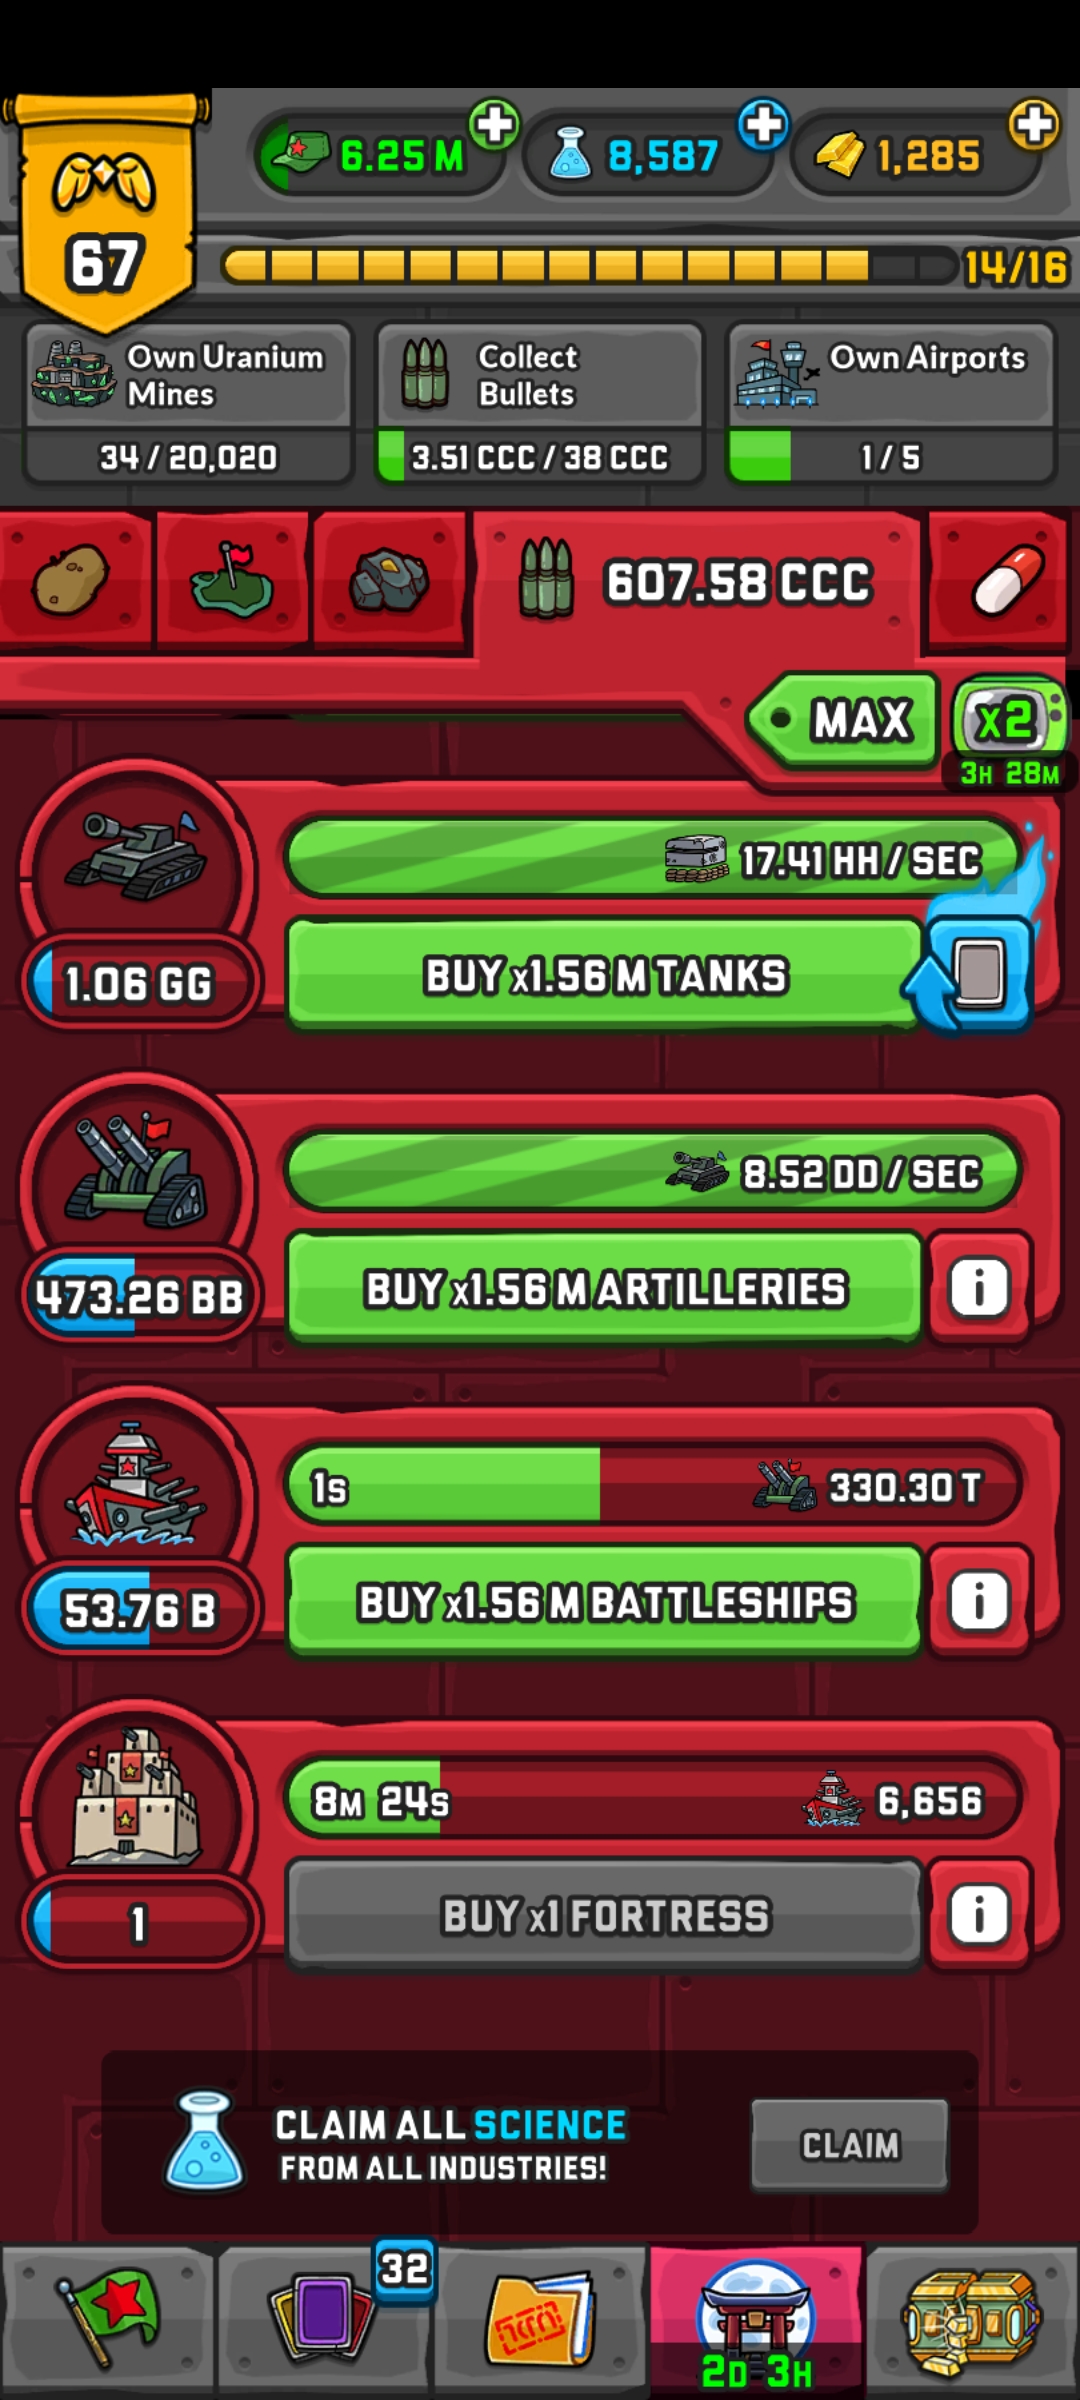 6.25 M
8,587
1,285
67
14/16
Own Uranium
Mines
34 / 20,020
Collect
Bullets
3.51 CCC / 38 CCC
Own Airports
1 / 5
607.58 CCC
MAX
x2
3H 28M
17.41 HH / SEC
1.06 GG
BUY x1.56 M TANKS
8.52 DD / SEC
473.26 BB
BUY x1.56 M ARTILLERIES
i
1s
330.30 T
53.76 B
BUY x1.56 M BATTLESHIPS
i
8M 24s
6,656
1
BUY x1 FORTRESS
i
CLAIM ALL SCIENCE
FROM ALL INDUSTRIES!
CLAIM
32
2D 3H